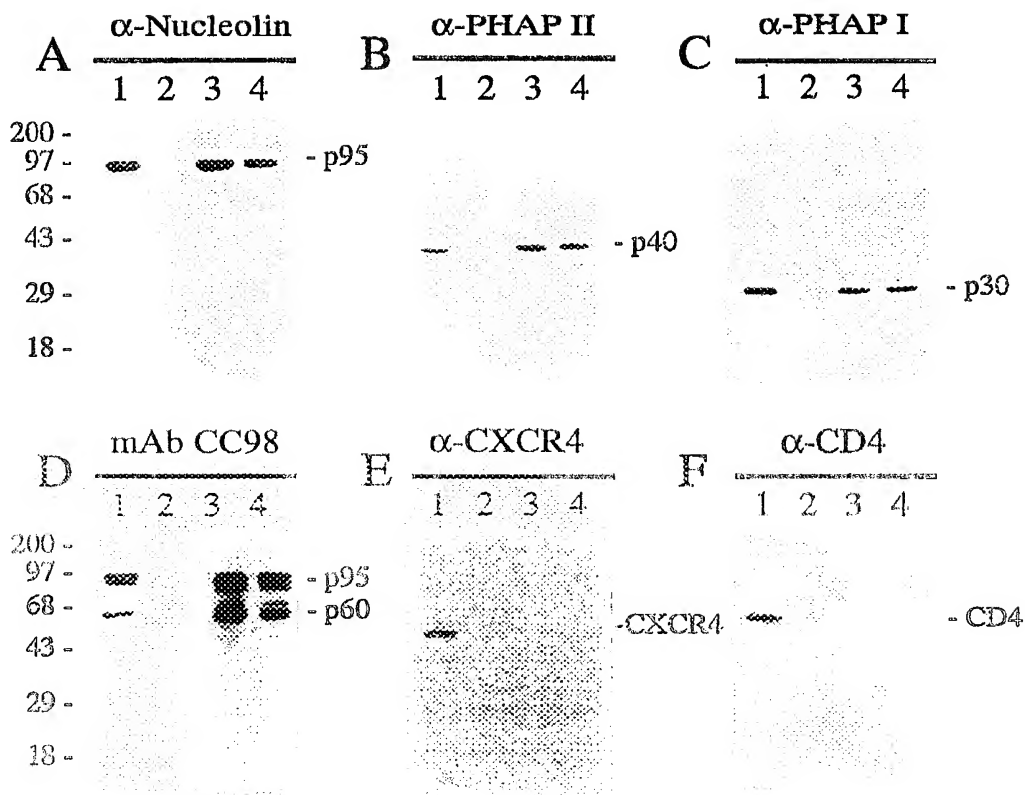 A α-Nucleolin B α-PHAP II C α-PHAP I
1 2 3 4 1 2 3 4 1 2 3 4
200 -
97 - - p95
68 -
43 - - p40
29 - - p30
18 -
D mAb CC98 E α-CXCR4 F α-CD4
1 2 3 4 1 2 3 4 1 2 3 4
200 -
97 - - p95
68 - - p60
-CXCR4 - CD4
43 -
29 -
18 -